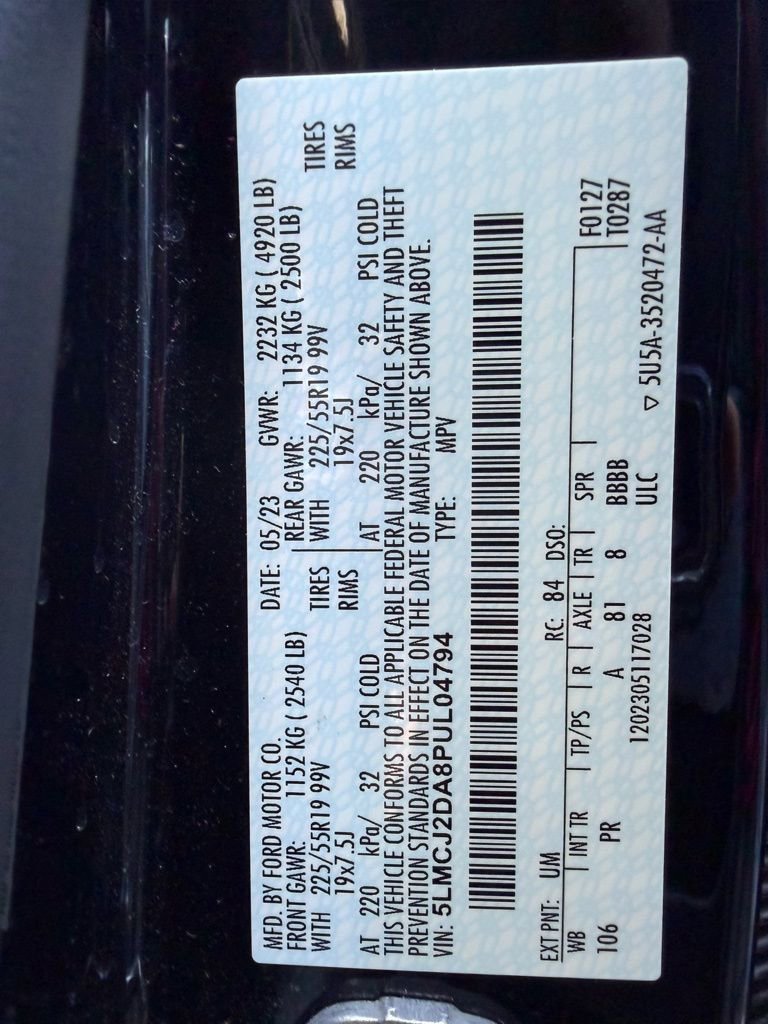 MFD. BY FORD MOTOR CO. DATE: 05/23 GVWR: 2232 KG ( 4920 LB)
FRONT GAWR: 1152 KG ( 2540 LB) REAR GAWR: 1134 KG ( 2500 LB)
WITH 225/55R19 99V TIRES WITH 225/55R19 99V TIRES
19x7.5J RIMS 19x7.5J RIMS
AT 220 kPa/ 32 PSI COLD AT 220 kPa/ 32 PSI COLD
THIS VEHICLE CONFORMS TO ALL APPLICABLE FEDERAL MOTOR VEHICLE SAFETY AND THEFT
PREVENTION STANDARDS IN EFFECT ON THE DATE OF MANUFACTURE SHOWN ABOVE.
VIN: 5LMCJ2DA8PUL04794 TYPE: MPV
EXT PNT: UM RC: 84 DSO:
WB INT TR TP/PS R AXLE TR SPR F0127
106 PR A 81 8 BBBB T0287
1202305117028 ULC ▽ 5U5A-3520472-AA